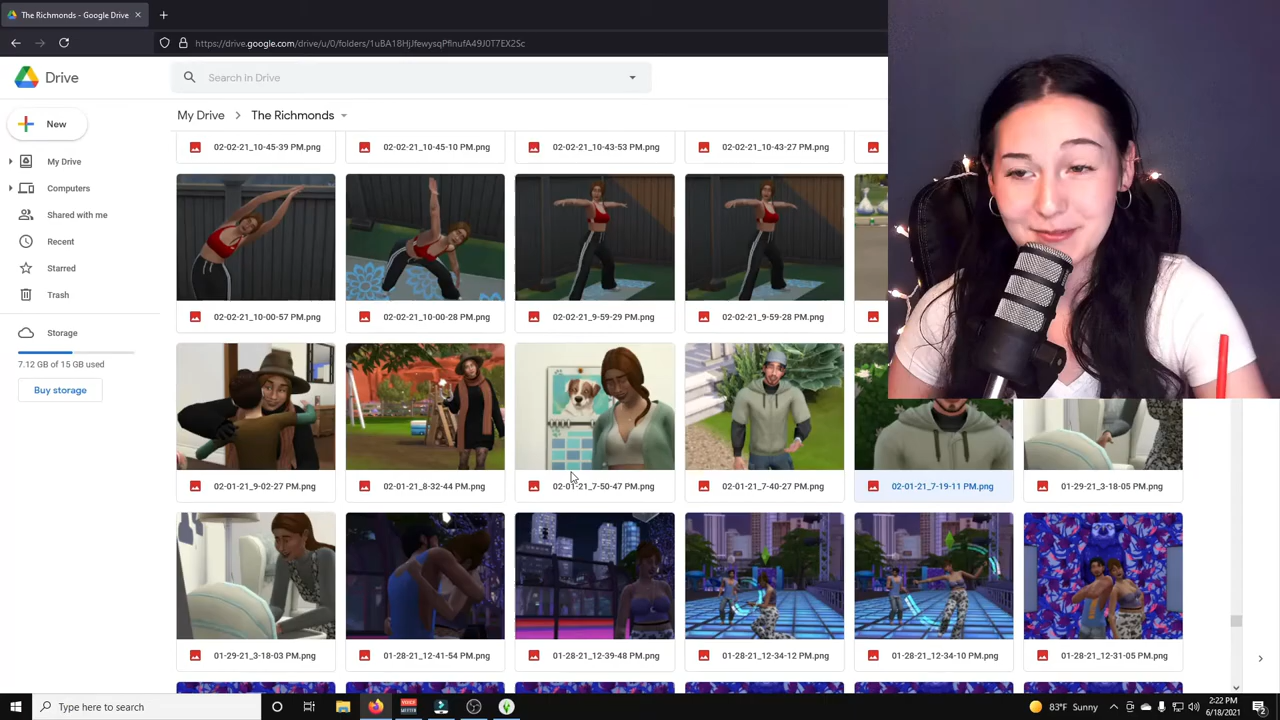 The Richmonds - Google Drive
https://drive.google.com/drive/u/0/folders/
Drive
Search in Drive
New
My Drive
The Richmonds
My Drive
Computers
Shared with me
Recent
Starred
Trash
Storage
7.12 GB of 15 GB used
Buy storage
02-02-21_10-45-39 PM.png
02-02-21_10-45-10 PM.png
02-02-21_10-43-53 PM.png
02-02-21_10-43-27 PM.png
02-02-21_10-00-57 PM.png
02-02-21_10-00-28 PM.png
02-02-21_9-59-29 PM.png
02-02-21_9-59-28 PM.png
02-01-21_9-02-27 PM.png
02-01-21_8-32-44 PM.png
02-01-21_7-50-47 PM.png
02-01-21_7-40-27 PM.png
02-01-21_7-19-11 PM.png
01-29-21_3-18-05 PM.png
01-29-21_3-18-03 PM.png
01-28-21_12-41-54 PM.png
01-28-21_12-39-48 PM.png
01-28-21_12-34-12 PM.png
01-28-21_12-34-10 PM.png
01-28-21_12-31-05 PM.png
Type here to search
83°F Sunny
2:22 PM
6/18/2021
2